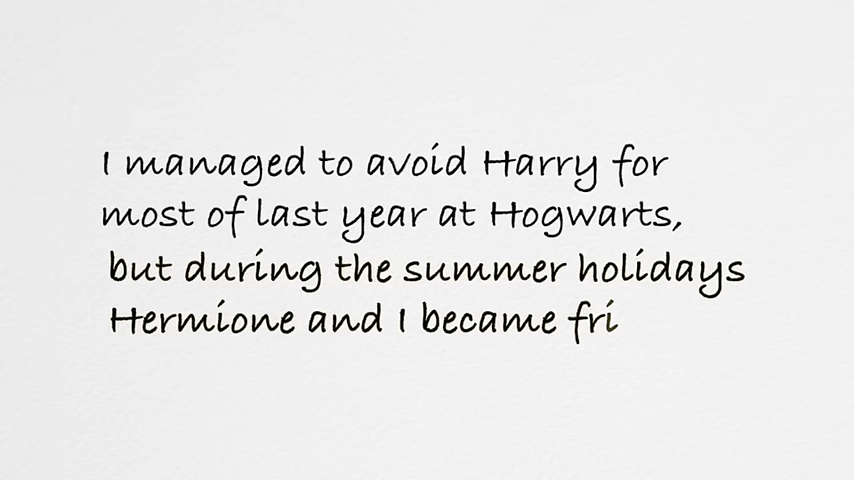 I managed to avoid Harry for
most of last year at Hogwarts,
but during the summer holidays
Hermione and I became fri